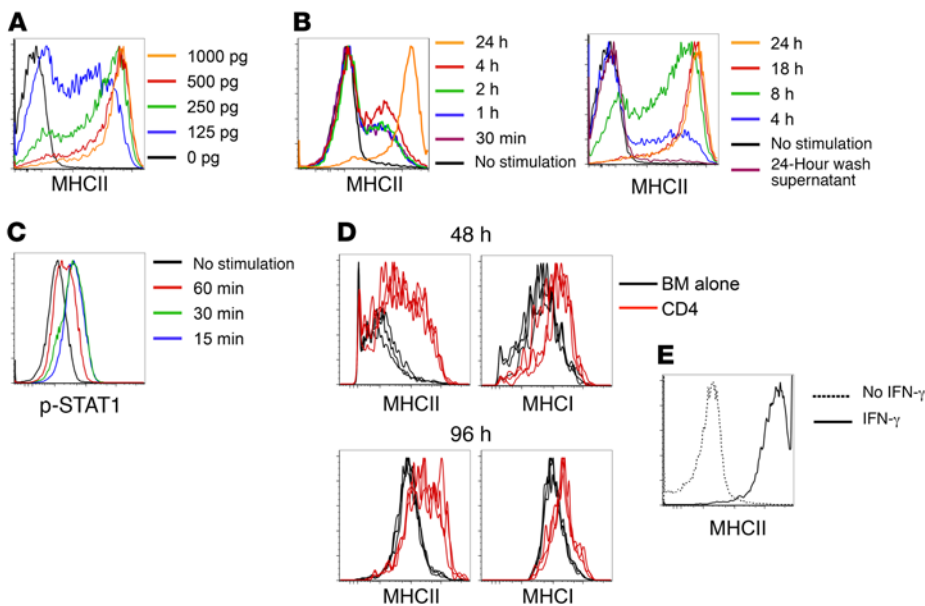 A
1000 pg
500 pg
250 pg
125 pg
0 pg
MHCII
B
24 h
4 h
2 h
1 h
30 min
No stimulation
MHCII
24 h
18 h
8 h
4 h
No stimulation
24-Hour wash
supernatant
MHCII
C
No stimulation
60 min
30 min
15 min
p-STAT1
D
48 h
BM alone
CD4
MHCII
MHCI
96 h
MHCII
MHCI
E
No IFN-γ
IFN-γ
MHCII